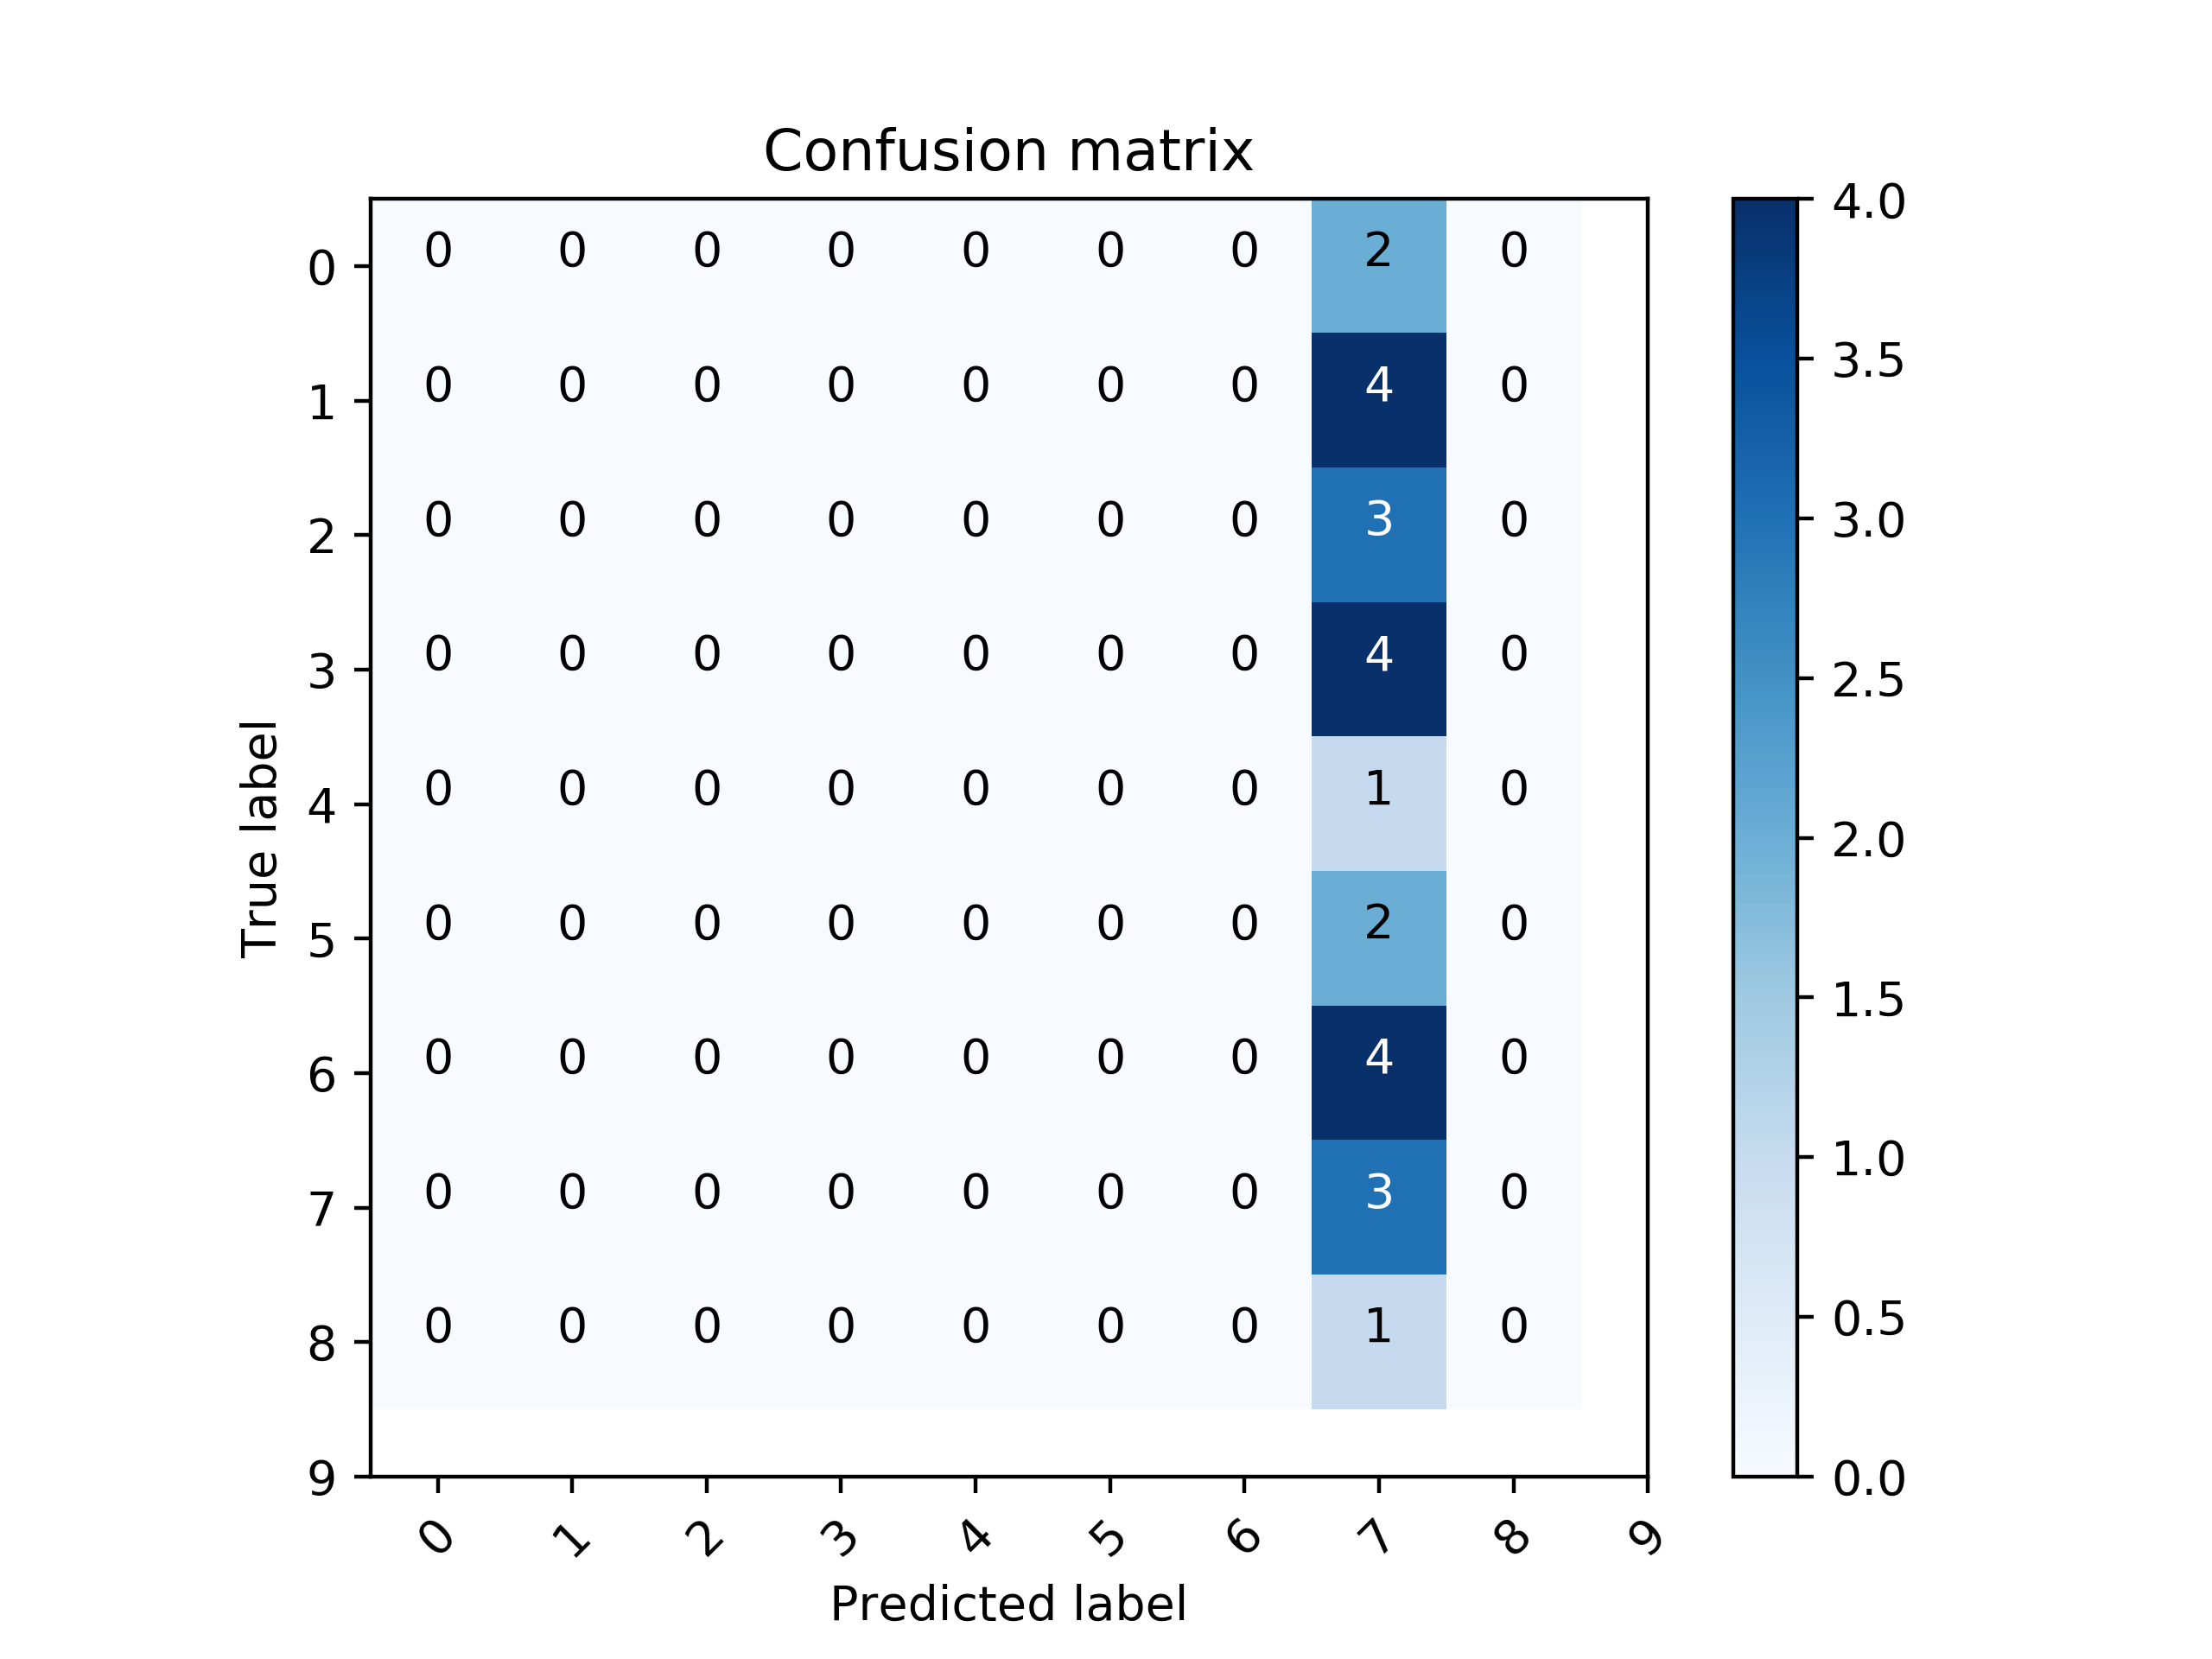 Confusion matrix
0 0 0 0 0 0 0 0 2 0
1 0 0 0 0 0 0 0 4 0
2 0 0 0 0 0 0 0 3 0
3 0 0 0 0 0 0 0 4 0
4 0 0 0 0 0 0 0 1 0
5 0 0 0 0 0 0 0 2 0
6 0 0 0 0 0 0 0 4 0
7 0 0 0 0 0 0 0 3 0
8 0 0 0 0 0 0 0 1 0
9
True label
0 1 2 3 4 5 6 7 8 9
Predicted label
4.0
3.5
3.0
2.5
2.0
1.5
1.0
0.5
0.0